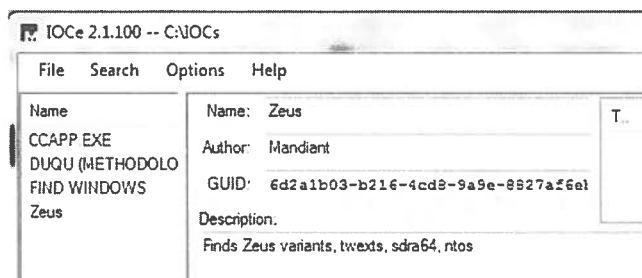 IOCe 2.1.100 -- C:\IOCs
File Search Options Help
Name
CCAPP.EXE
DUQU (METHODOLO
FIND WINDOWS
Zeus
Name: Zeus
Author: Mandiant
GUID: 6d2a1b03-b216-4cd8-9a9e-8827af6e
Description:
Finds Zeus variants, twexts, sdra64, ntos
T..